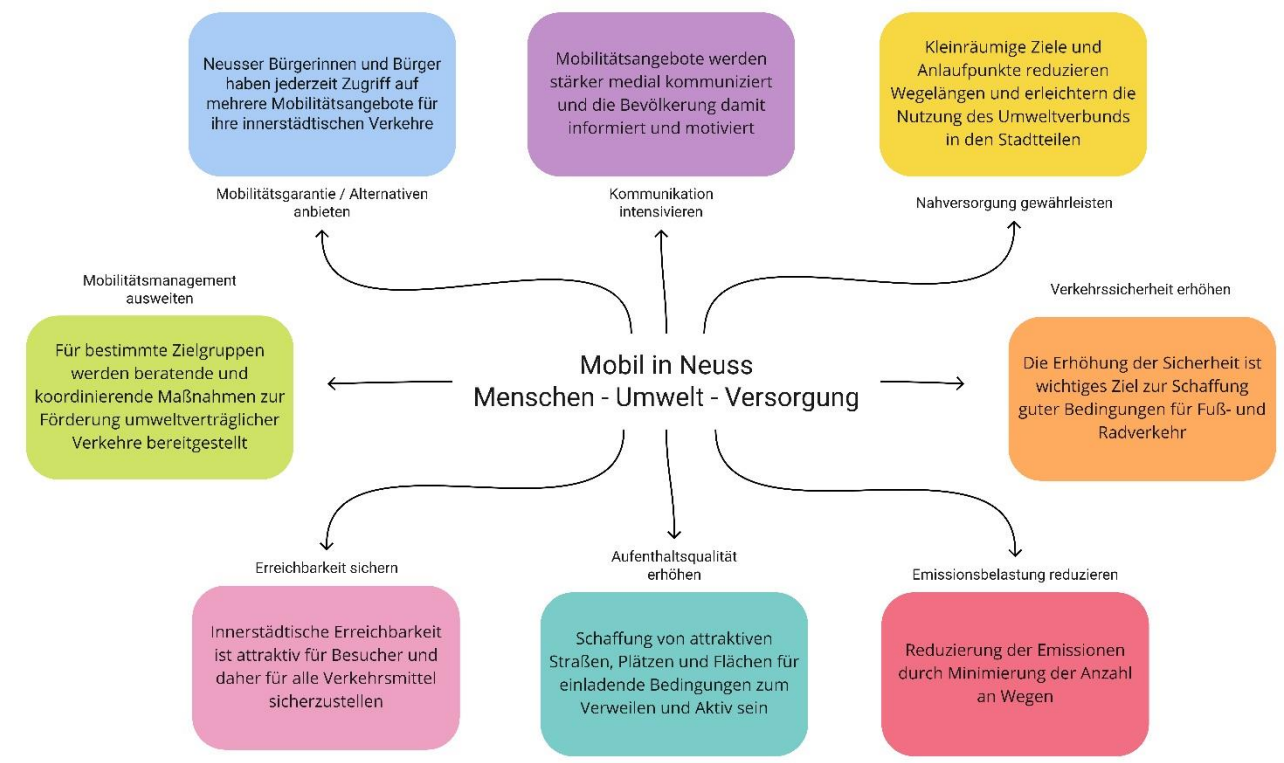 Neusser Bürgerinnen und Bürger
haben jederzeit Zugriff auf
mehrere Mobilitätsangebote für
ihre innerstädtischen Verkehre
Mobilitätsgarantie / Alternativen
anbieten
Mobilitätsangebote werden
stärker medial kommuniziert
und die Bevölkerung damit
informiert und motiviert
Kommunikation
intensivieren
Kleinräumige Ziele und
Anlaufpunkte reduzieren
Wegelängen und erleichtern die
Nutzung des Umweltverbunds
in den Stadtteilen
Nahversorgung gewährleisten
Mobilitätsmanagement
ausweiten
Für bestimmte Zielgruppen
werden beratende und
koordinierende Maßnahmen zur
Förderung umweltverträglicher
Verkehre bereitgestellt
Mobil in Neuss
Menschen - Umwelt - Versorgung
Verkehrssicherheit erhöhen
Die Erhöhung der Sicherheit ist
wichtiges Ziel zur Schaffung
guter Bedingungen für Fuß- und
Radverkehr
Erreichbarkeit sichern
Innerstädtische Erreichbarkeit
ist attraktiv für Besucher und
daher für alle Verkehrsmittel
sicherzustellen
Aufenthaltsqualität
erhöhen
Schaffung von attraktiven
Straßen, Plätzen und Flächen für
einladende Bedingungen zum
Verweilen und Aktiv sein
Emissionsbelastung reduzieren
Reduzierung der Emissionen
durch Minimierung der Anzahl
an Wegen